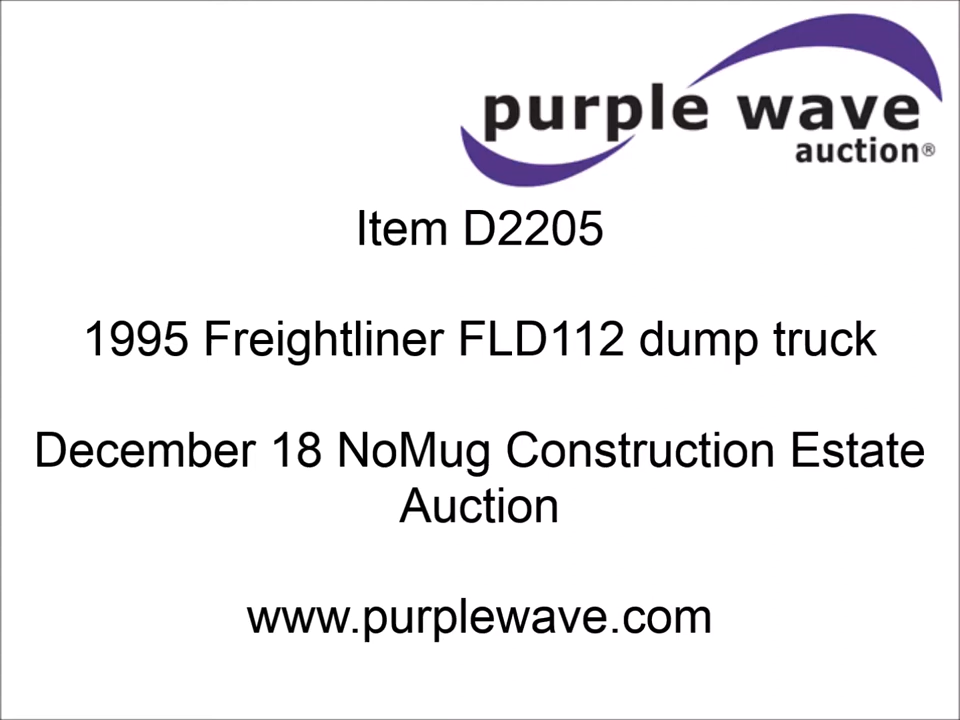 purple wave
auction®
Item D2205
1995 Freightliner FLD112 dump truck
December 18 NoMug Construction Estate
Auction
www.purplewave.com